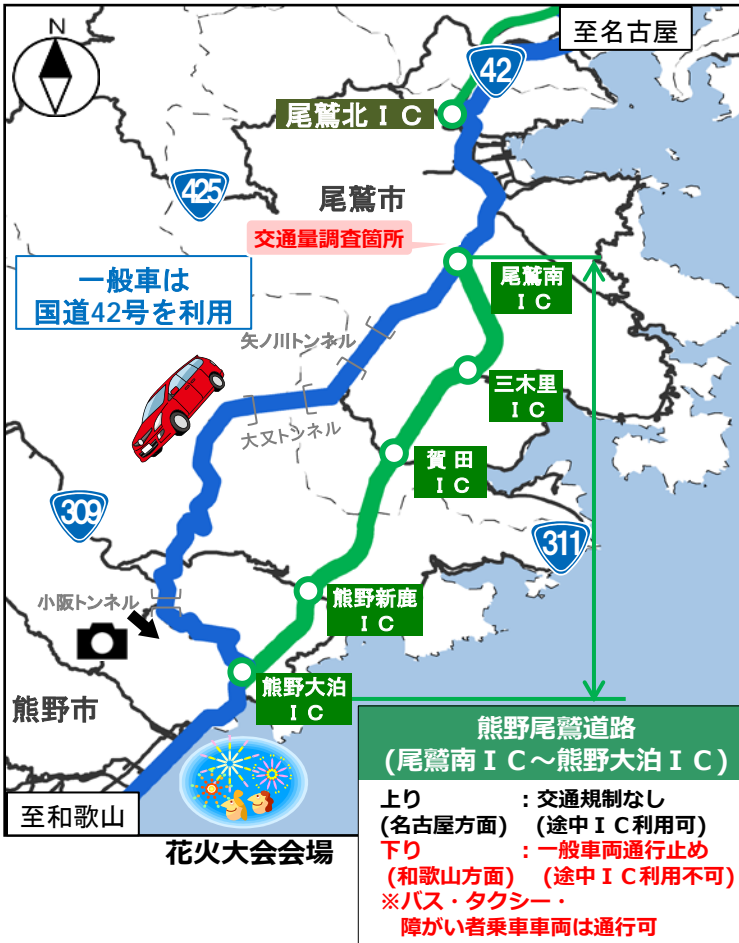 N
至名古屋
42
尾鷲北ＩＣ
425
尾鷲市
交通量調査箇所
一般車は
国道42号を利用
尾鷲南
ＩＣ
矢ノ川トンネル
三木里
ＩＣ
大又トンネル
賀田
ＩＣ
309
311
小阪トンネル
熊野新鹿
ＩＣ
熊野大泊
ＩＣ
熊野市
至和歌山
花火大会会場
熊野尾鷲道路
(尾鷲南ＩＣ～熊野大泊ＩＣ)
上り ：交通規制なし
(名古屋方面) (途中ＩＣ利用可)
下り ：一般車両通行止め
(和歌山方面) (途中ＩＣ利用不可)
※バス・タクシー・
障がい者乗車車両は通行可